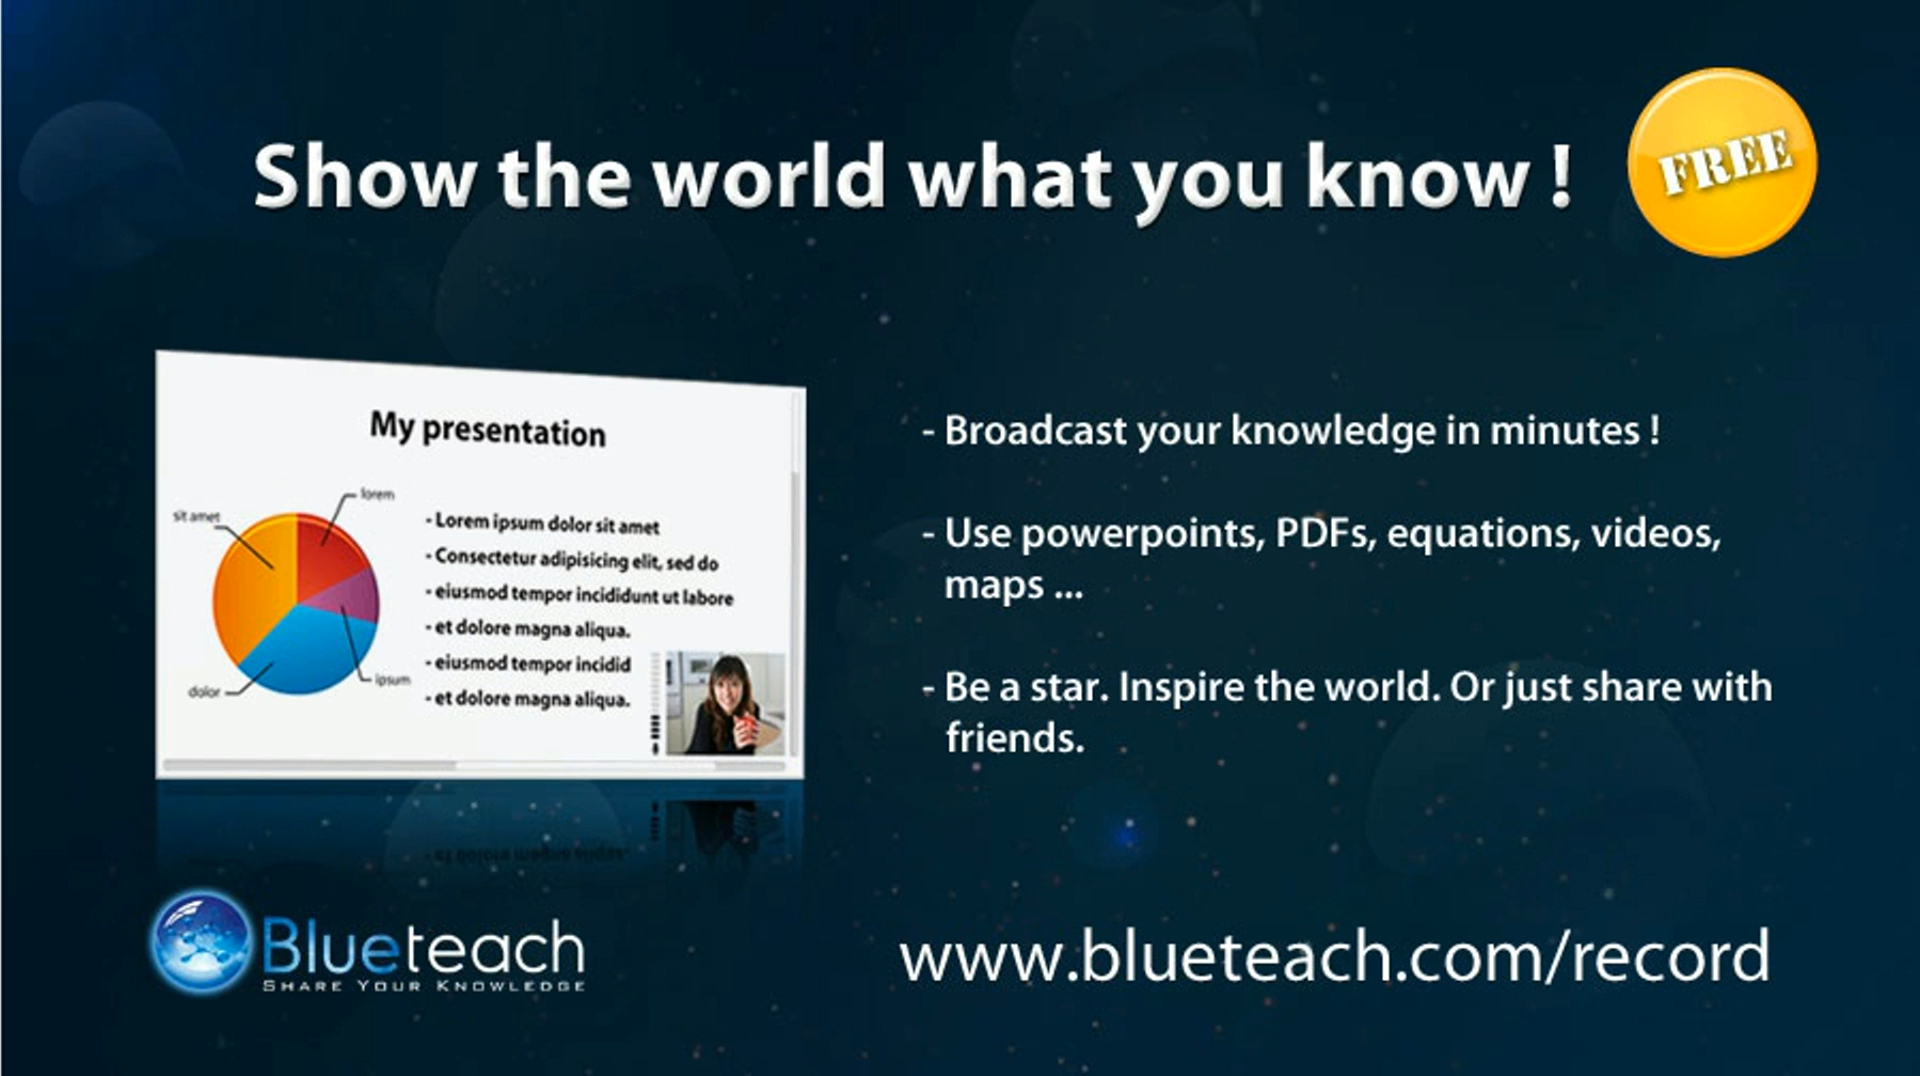 Show the world what you know !
FREE
My presentation
lorem
sit amet
dolor
ipsum
- Lorem ipsum dolor sit amet
- Consectetur adipisicing elit, sed do
- eiusmod tempor incididunt ut labore
- et dolore magna aliqua.
- eiusmod tempor incidid
- et dolore magna aliqua.
- Broadcast your knowledge in minutes !
- Use powerpoints, PDFs, equations, videos,
maps ...
- Be a star. Inspire the world. Or just share with
friends.
Blueteach
SHARE YOUR KNOWLEDGE
www.blueteach.com/record